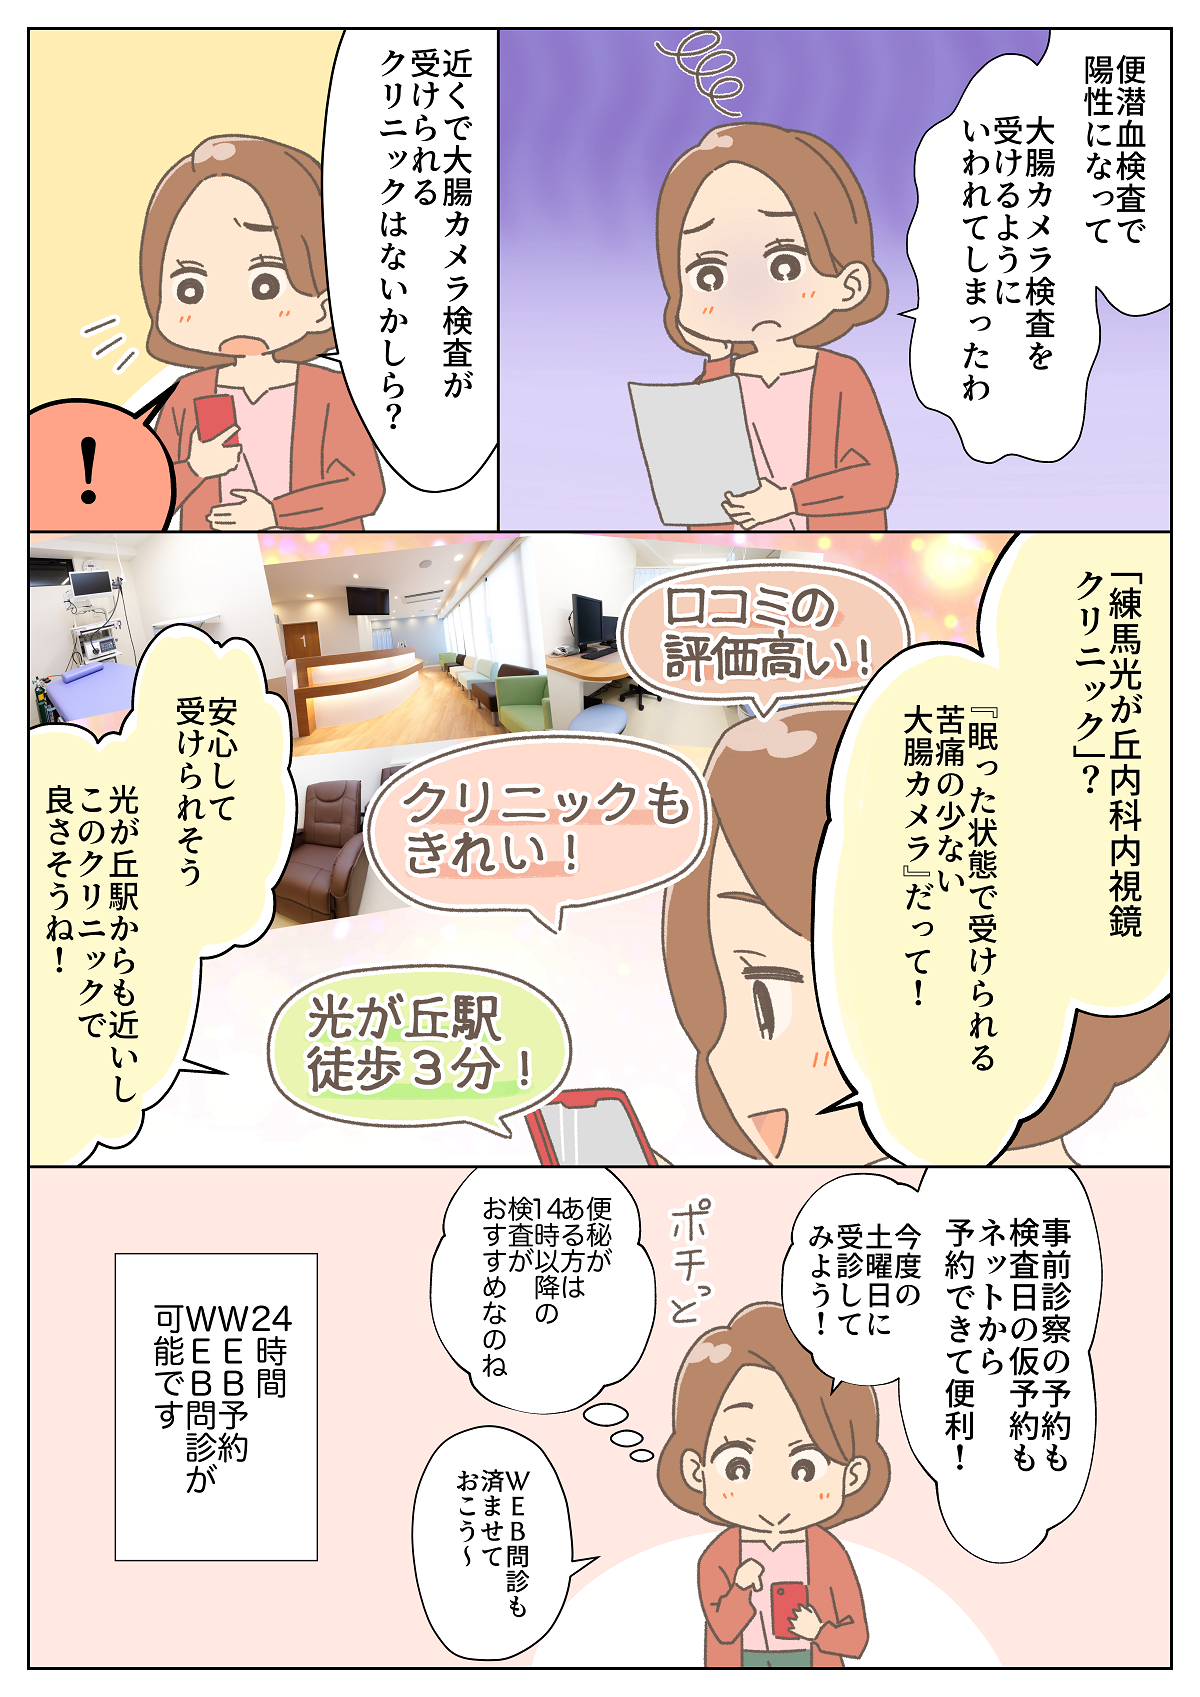 便潜血検査で
陽性になって
大腸カメラ検査を
受けるように
いわれてしまったわ
近くで大腸カメラ検査が
受けられる
クリニックはないかしら？
！
「練馬光が丘内科内視鏡
クリニック」？
『眠った状態で受けられる
苦痛の少ない
大腸カメラ』だって！
口コミの
評価高い！
クリニックも
きれい！
光が丘駅
徒歩３分！
安心して
受けられそう
光が丘駅からも近いし
このクリニックで
良さそうね！
事前診察の予約も
検査日の仮予約も
ネットから
予約できて便利！
今度の
土曜日に
受診して
みよう！
ポチっと
便秘が
ある方は
14時以降の
検査が
おすすめなのね
ＷＥＢ問診も
済ませて
おこう～
24時間
ＷＥＢ予約
ＷＥＢ問診が
可能です